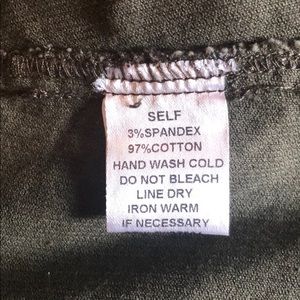 SELF
3%SPANDEX
97%COTTON
HAND WASH COLD
DO NOT BLEACH
LINE DRY
IRON WARM
IF NECESSARY